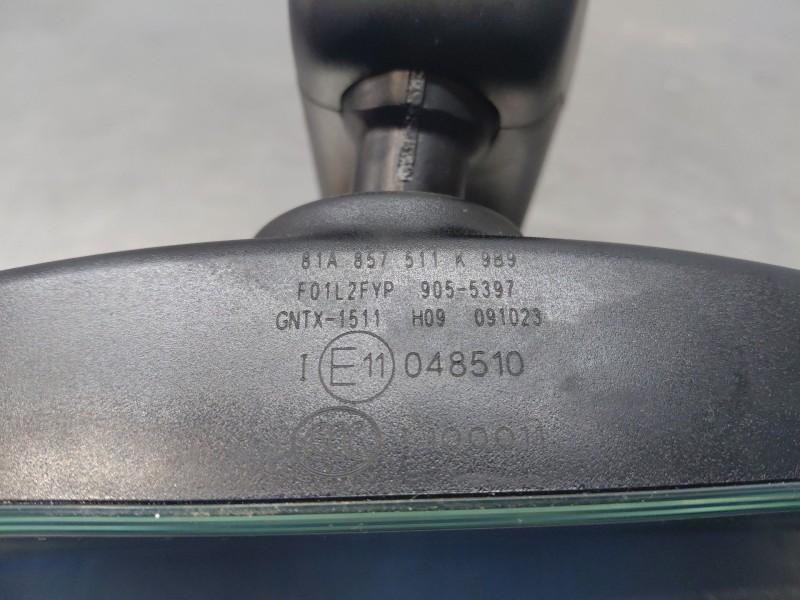 81A 857 511 K 9B9
F01L2FYP 905-5397
GNTX-1511 H09 091023
I E11 048510